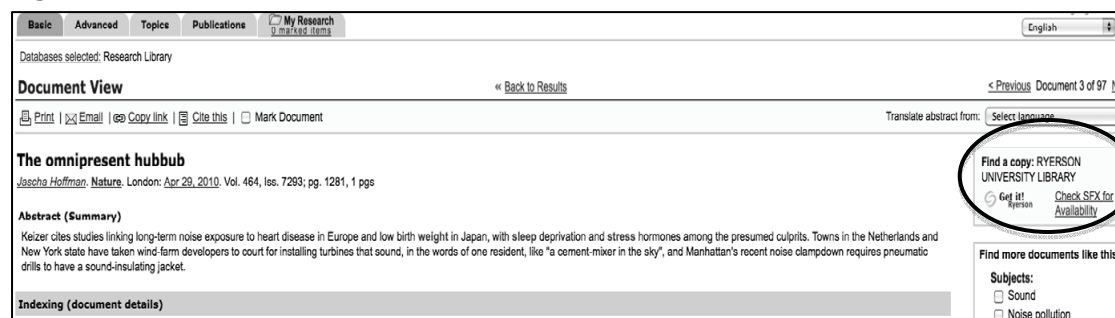 Basic Advanced Topics Publications My Research
0 marked items
English
Databases selected: Research Library
Document View « Back to Results < Previous Document 3 of 97
Print | Email | Copy link | Cite this | Mark Document Translate abstract from: Select language
The omnipresent hubbub
Jascha Hoffman. Nature. London: Apr 29, 2010. Vol. 464, Iss. 7293; pg. 1281, 1 pgs
Abstract (Summary)
Keizer cites studies linking long-term noise exposure to heart disease in Europe and low birth weight in Japan, with sleep deprivation and stress hormones among the presumed culprits. Towns in the Netherlands and
New York state have taken wind-farm developers to court for installing turbines that sound, in the words of one resident, like "a cement-mixer in the sky", and Manhattan's recent noise clampdown requires pneumatic
drills to have a sound-insulating jacket.
Indexing (document details)
Find a copy: RYERSON
UNIVERSITY LIBRARY
Get it! Check SFX for
Ryerson Availability
Find more documents like this
Subjects:
Sound
Noise pollution